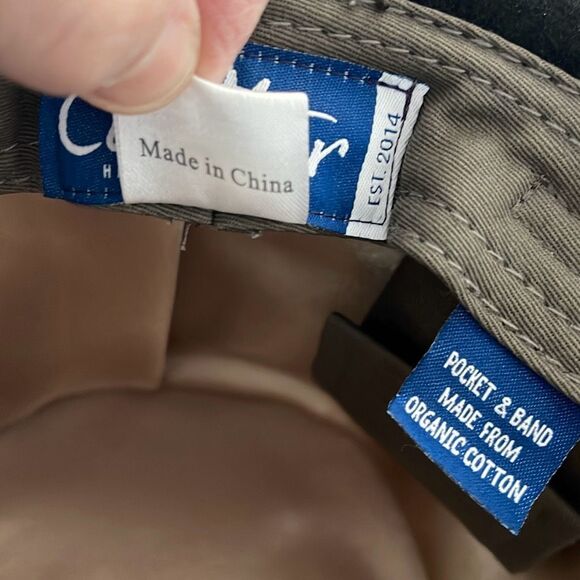 Made in China
EST. 2014
POCKET & BAND
MADE FROM
ORGANIC COTTON